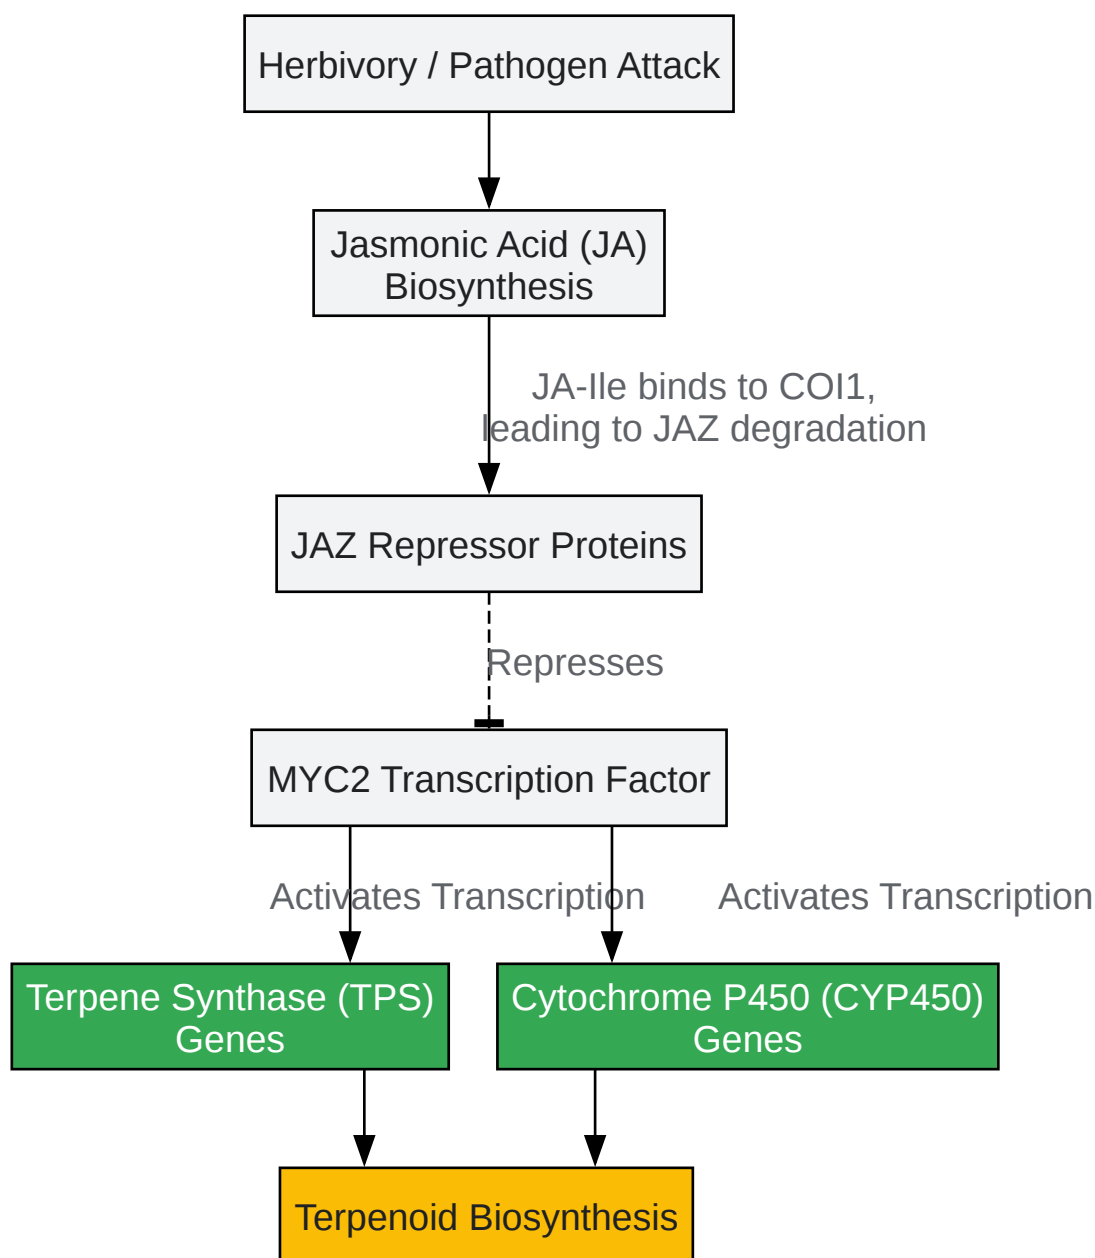 Herbivory / Pathogen Attack
Jasmonic Acid (JA)
Biosynthesis
JA-Ile binds to COI1,
leading to JAZ degradation
JAZ Repressor Proteins
Represses
MYC2 Transcription Factor
Activates Transcription
Activates Transcription
Terpene Synthase (TPS)
Genes
Cytochrome P450 (CYP450)
Genes
Terpenoid Biosynthesis